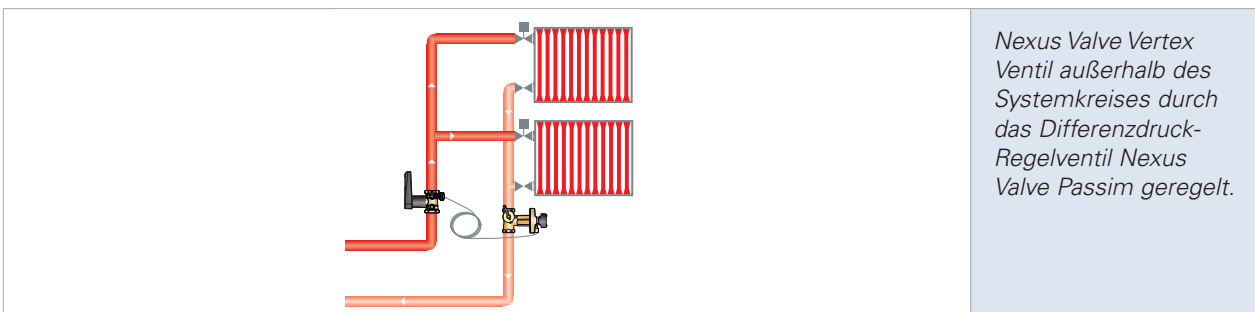 Nexus Valve Vertex
Ventil außerhalb des
Systemkreises durch
das Differenzdruck-
Regelventil Nexus
Valve Passim geregelt.